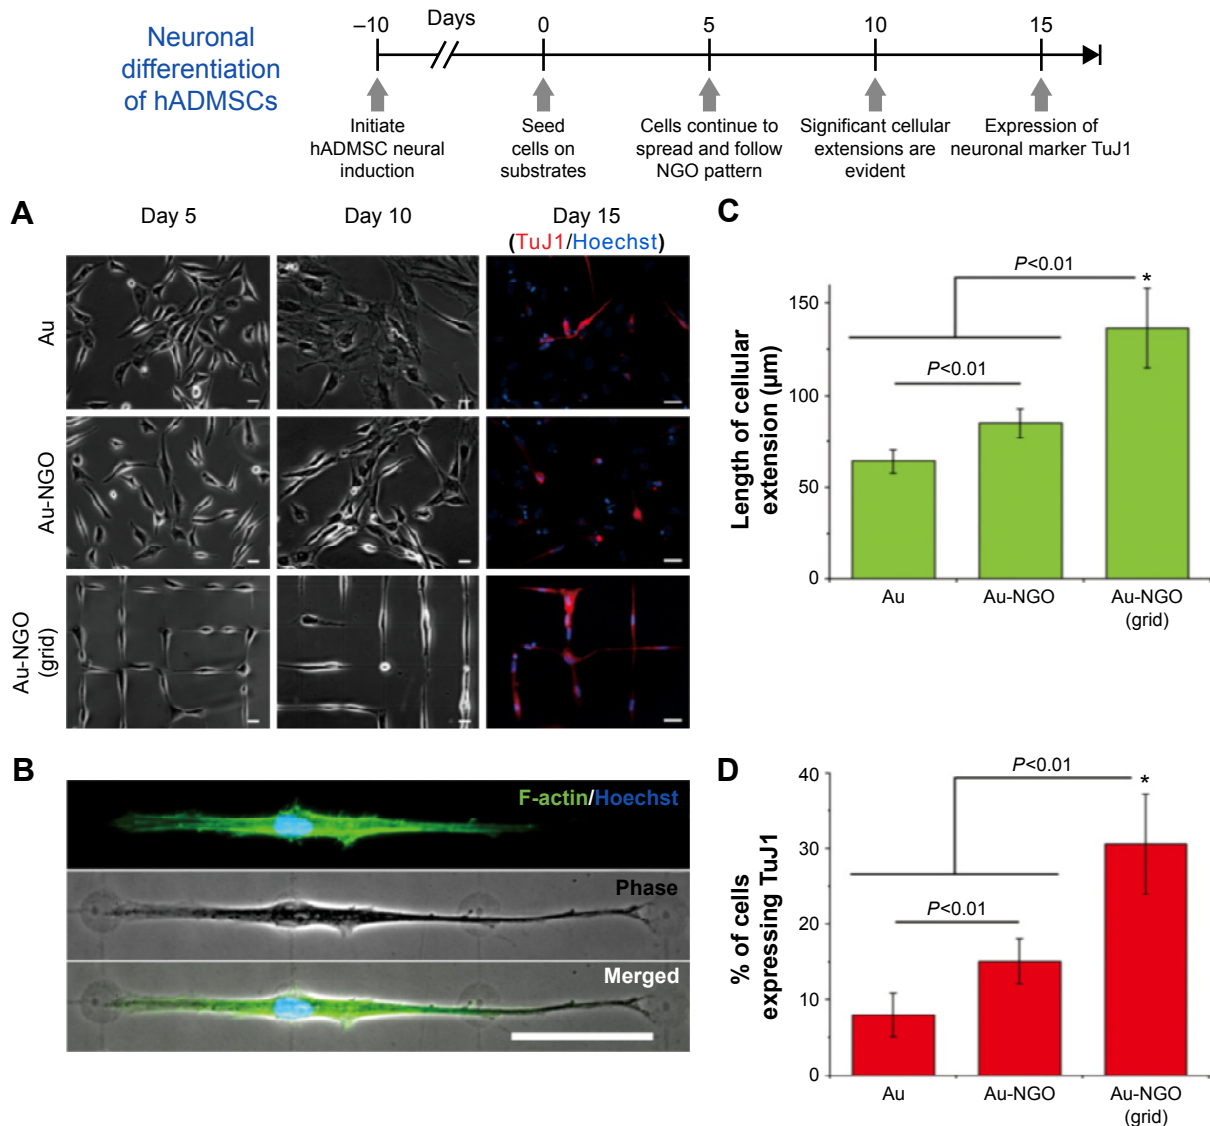 Neuronal
differentiation
of hADMSCs
–10
Days
0
5
10
15
Initiate
hADMSC neural
induction
Seed
cells on
substrates
Cells continue to
spread and follow
NGO pattern
Significant cellular
extensions are
evident
Expression of
neuronal marker TuJ1
A
Day 5
Day 10
Day 15
(TuJ1/Hoechst)
Au
Au-NGO
Au-NGO
(grid)
B
F-actin/Hoechst
Phase
Merged
C
Length of cellular
extension (µm)
150
100
50
0
P<0.01
P<0.01
*
Au
Au-NGO
Au-NGO
(grid)
D
% of cells
expressing TuJ1
40
30
20
10
0
P<0.01
P<0.01
*
Au
Au-NGO
Au-NGO
(grid)